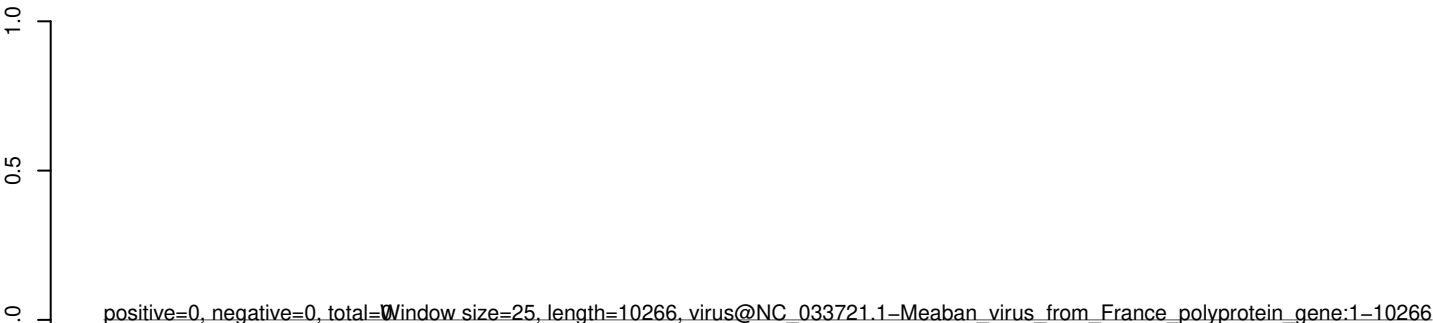 1.0
0.5
.0
positive=0, negative=0, total=0
Window size=25, length=10266, virus@NC_033721.1−Meaban_virus_from_France_polyprotein_gene:1−10266